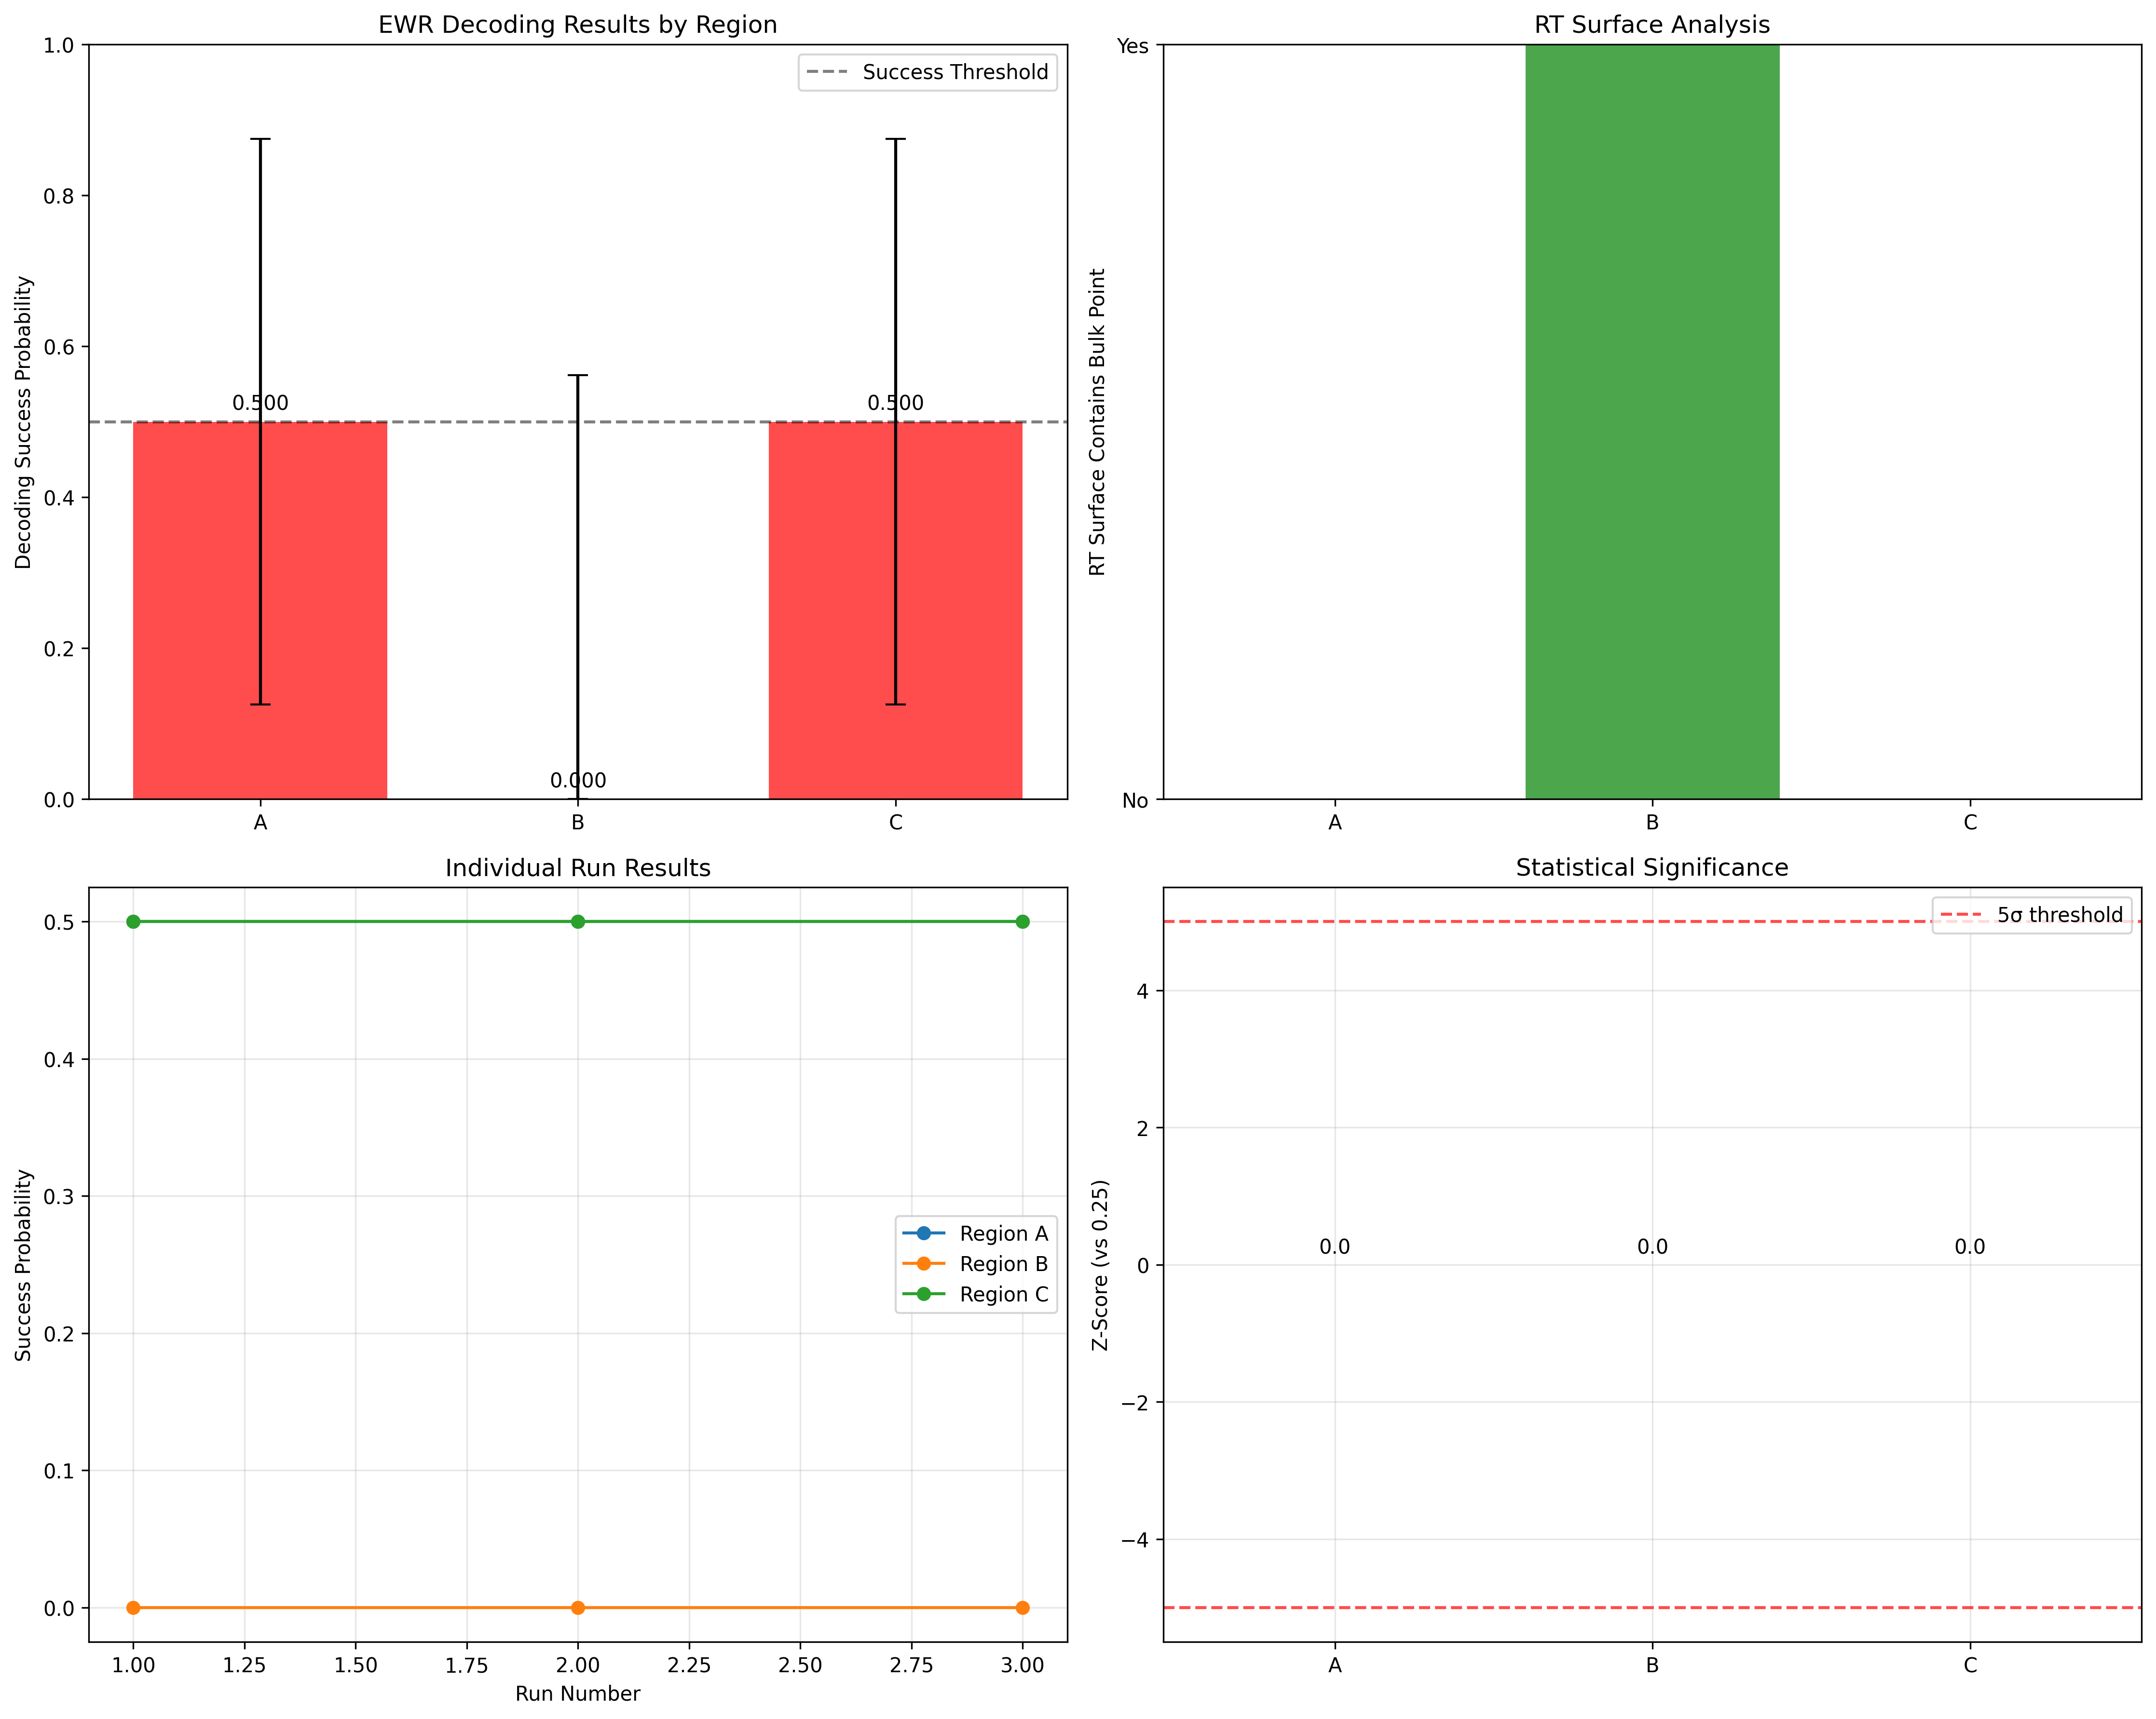 EWR Decoding Results by Region
Decoding Success Probability
1.0
0.8
0.6
0.4
0.2
0.0
Success Threshold
0.500
0.000
0.500
A B C
RT Surface Analysis
RT Surface Contains Bulk Point
Yes
No
A B C
Individual Run Results
Success Probability
0.5
0.4
0.3
0.2
0.1
0.0
Region A
Region B
Region C
1.00 1.25 1.50 1.75 2.00 2.25 2.50 2.75 3.00
Run Number
Statistical Significance
Z-Score (vs 0.25)
4
2
0
−2
−4
5σ threshold
0.0 0.0 0.0
A B C